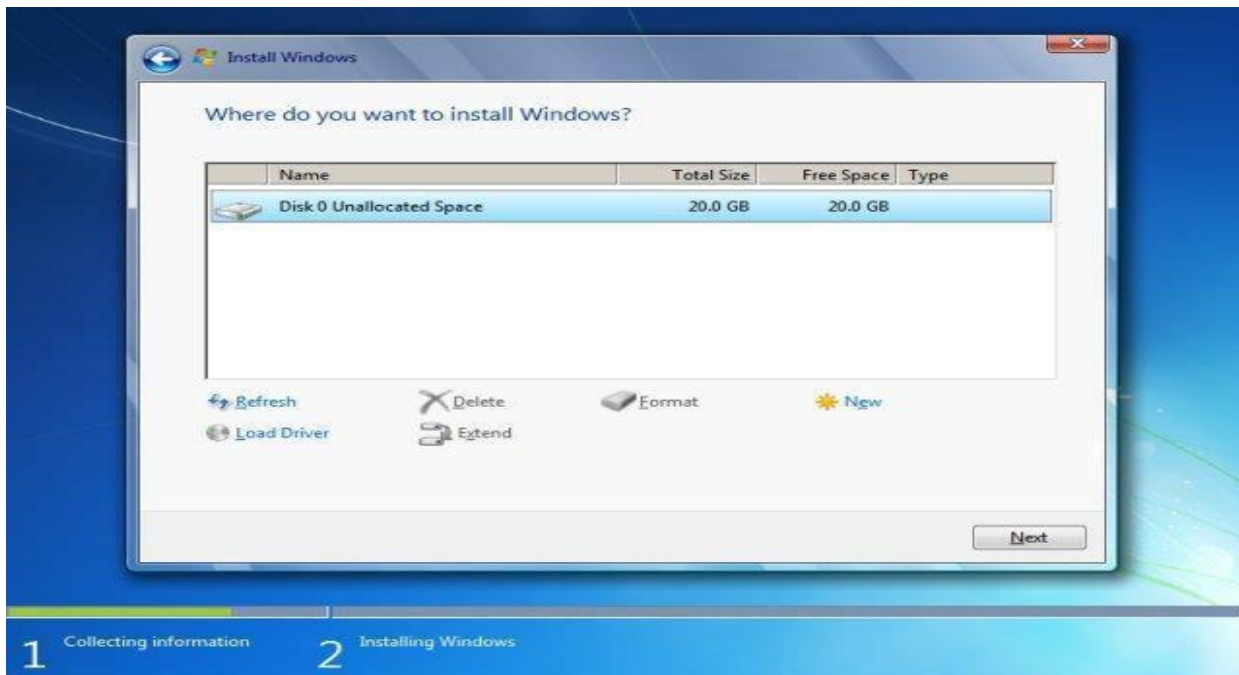 Install Windows
Where do you want to install Windows?
Name Total Size Free Space Type
Disk 0 Unallocated Space 20.0 GB 20.0 GB
Refresh Delete Format New
Load Driver Extend
Next
1 Collecting information 2 Installing Windows